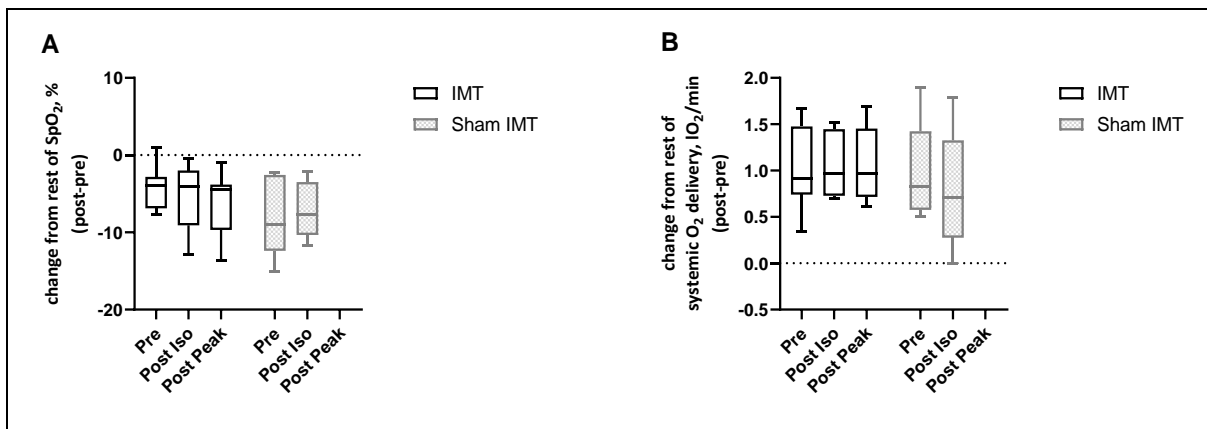 A
change from rest of SpO₂, %
(post-pre)
10
0
-10
-20
Pre
Post Iso
Post Peak
Pre
Post Iso
Post Peak
IMT
Sham IMT
B
change from rest of
systemic O₂ delivery, lO₂/min
(post-pre)
2.0
1.5
1.0
0.5
0.0
-0.5
Pre
Post Iso
Post Peak
Pre
Post Iso
Post Peak
IMT
Sham IMT